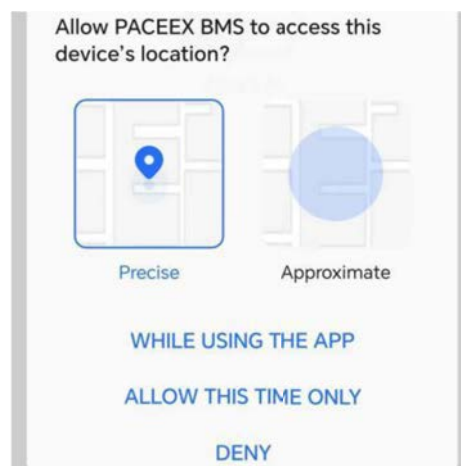 Allow PACEEX BMS to access this
device's location?
Precise
Approximate
WHILE USING THE APP
ALLOW THIS TIME ONLY
DENY